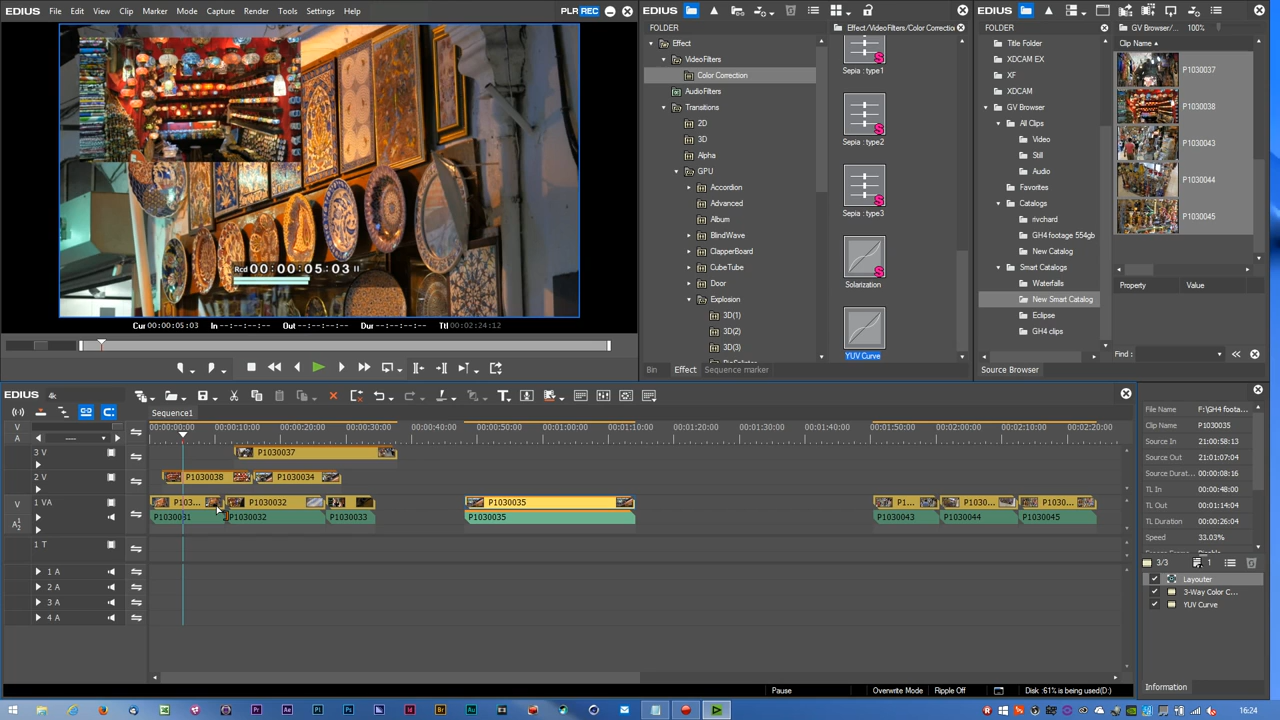 EDIUS File Edit View Clip Marker Mode Capture Render Tools Settings Help PLR REC
Rcd 00:00:05:03 II
Cur 00:00:05:03 In --:--:--:-- Out --:--:--:-- Dur --:--:--:-- Ttl 00:02:24:12
EDIUS
FOLDER
Effect
VideoFilters
Color Correction
AudioFilters
Transitions
2D
3D
Alpha
GPU
Accordion
Advanced
Album
BlindWave
ClapperBoard
CubeTube
Door
Explosion
3D(1)
3D(2)
3D(3)
Effect/VideoFilters/Color Correctio
Sepia : type1
Sepia : type2
Sepia : type3
Solarization
YUV Curve
Bin Effect Sequence marker
EDIUS
FOLDER
Title Folder
XDCAM EX
XF
XDCAM
GV Browser
All Clips
Video
Still
Audio
Favorites
Catalogs
rivchard
GH4 footage 554gb
New Catalog
Smart Catalogs
Waterfalls
New Smart Catalog
Eclipse
GH4 clips
GV Browser/... 100%
Clip Name
P1030037
P1030038
P1030043
P1030044
P1030045
Property Value
Find :
Source Browser
EDIUS 4k
Sequence1
V
A
00:00:00:00 00:00:10:00 00:00:20:00 00:00:30:00 00:00:40:00 00:00:50:00 00:01:00:00 00:01:10:00 00:01:20:00 00:01:30:00 00:01:40:00 00:01:50:00 00:02:00:00 00:02:10:00 00:02:20:00
3 V P1030037
2 V P1030038 P1030034
V 1 VA P103... P1030032 P1030035 P1... P1030... P1030...
P1030031 P1030032 P1030033 P1030035 P1030043 P1030044 P1030045
1 T
1 A
2 A
3 A
4 A
Pause Overwrite Mode Ripple Off Disk :61% is being used(D:)
File Name F:\GH4 foota...
Clip Name P1030035
Source In 21:00:58:13
Source Out 21:01:07:04
Source Durat... 00:00:08:16
TL In 00:00:48:00
TL Out 00:01:14:04
TL Duration 00:00:26:04
Speed 33.03%
3/3 1
Layouter
3-Way Color C...
YUV Curve
Information
16:24